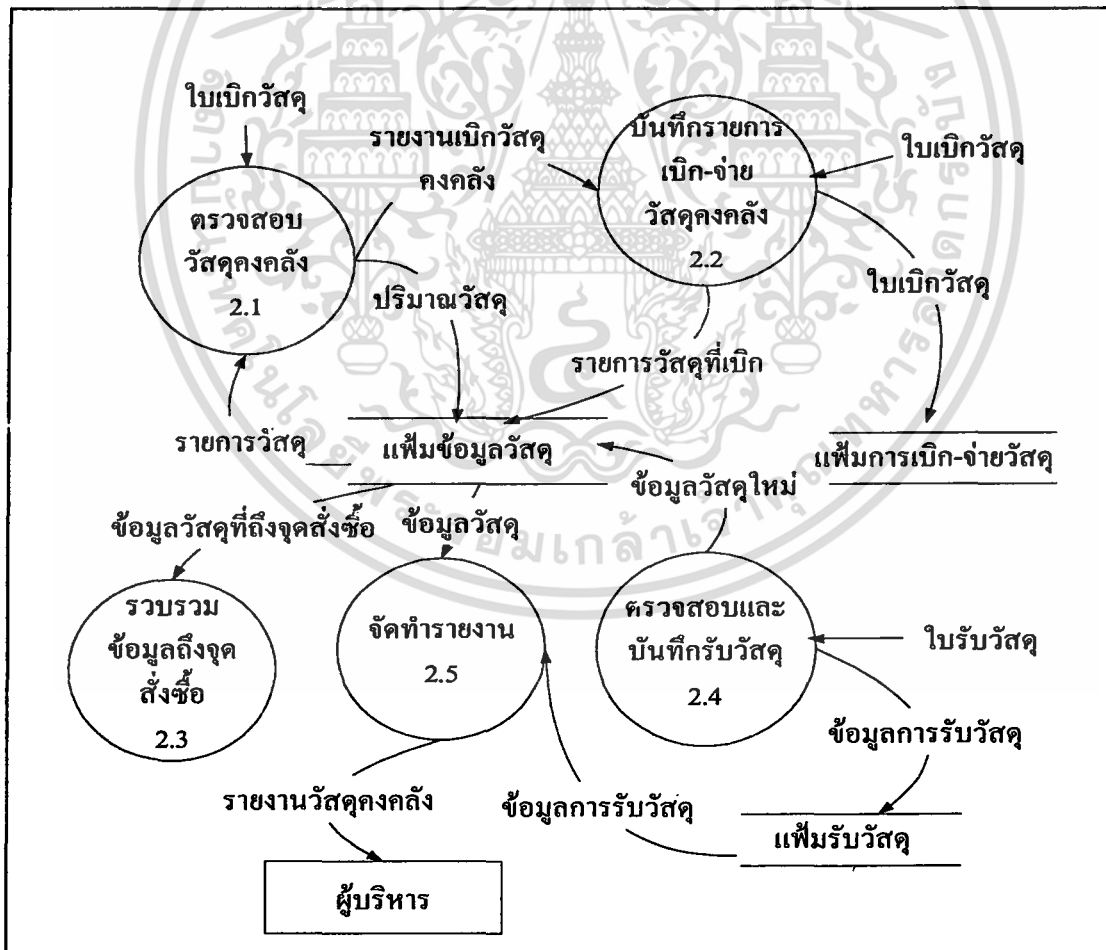 ใบเบิกวัสดุ
ตรวจสอบ
วัสดุคงคลัง
2.1
รายงานเบิกวัสดุ
คงคลัง
บันทึกรายการ
เบิก-จ่าย
วัสดุคงคลัง
2.2
ใบเบิกวัสดุ
ใบเบิกวัสดุ
ปริมาณวัสดุ
รายการวัสดุที่เบิก
รายการวัสดุ
แฟ้มข้อมูลวัสดุ
แฟ้มการเบิก-จ่ายวัสดุ
ข้อมูลวัสดุใหม่
ข้อมูลวัสดุที่ถึงจุดสั่งซื้อ
ข้อมูลวัสดุ
รวบรวม
ข้อมูลถึงจุด
สั่งซื้อ
2.3
จัดทำรายงาน
2.5
ตรวจสอบและ
บันทึกรับวัสดุ
2.4
ใบรับวัสดุ
ข้อมูลการรับวัสดุ
รายงานวัสดุคงคลัง
ข้อมูลการรับวัสดุ
แฟ้มรับวัสดุ
ผู้บริหาร